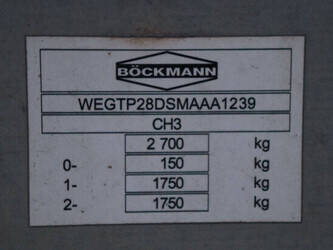 BÖCKMANN
WEGTP28DSMAAA1239
CH3
2 700 kg
0- 150 kg
1- 1750 kg
2- 1750 kg